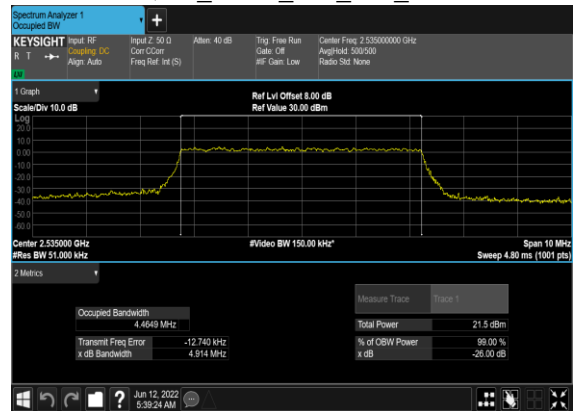 Spectrum Analyzer 1
Occupied BW
KEYSIGHT Input: RF Input Z: 50 Ω Atten: 40 dB Trig: Free Run Center Freq: 2.535000000 GHz
R T Coupling: DC Corr CCorr Gate: Off Avg|Hold: 500/500
Align: Auto Freq Ref: Int (S) #IF Gain: Low Radio Std: None
LXI
1 Graph
Ref Lvl Offset 8.00 dB
Scale/Div 10.0 dB Ref Value 30.00 dBm
Log
20.0
10.0
0.00
-10.0
-20.0
-30.0
-40.0
-50.0
-60.0
Center 2.535000 GHz #Video BW 150.00 kHz* Span 10 MHz
#Res BW 51.000 kHz Sweep 4.80 ms (1001 pts)
2 Metrics
Measure Trace Trace 1
Occupied Bandwidth
4.4649 MHz Total Power 21.5 dBm
Transmit Freq Error -12.740 kHz % of OBW Power 99.00 %
x dB Bandwidth 4.914 MHz x dB -26.00 dB
? Jun 12, 2022
5:39:24 AM